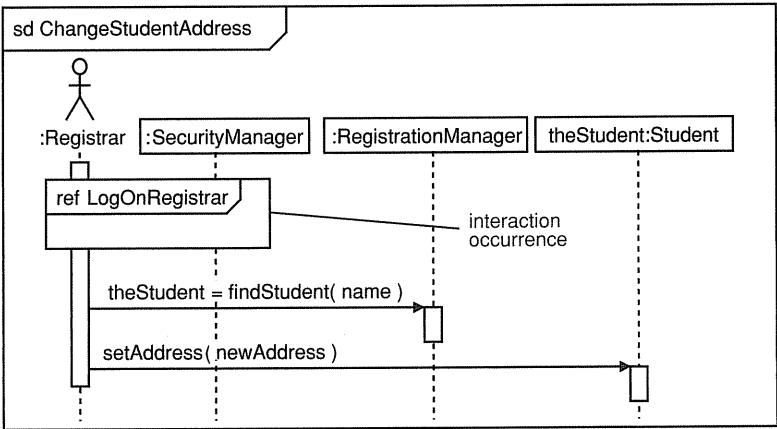 sd ChangeStudentAddress
:Registrar
:SecurityManager
:RegistrationManager
theStudent:Student
ref LogOnRegistrar
interaction
occurrence
theStudent = findStudent( name )
setAddress( newAddress )